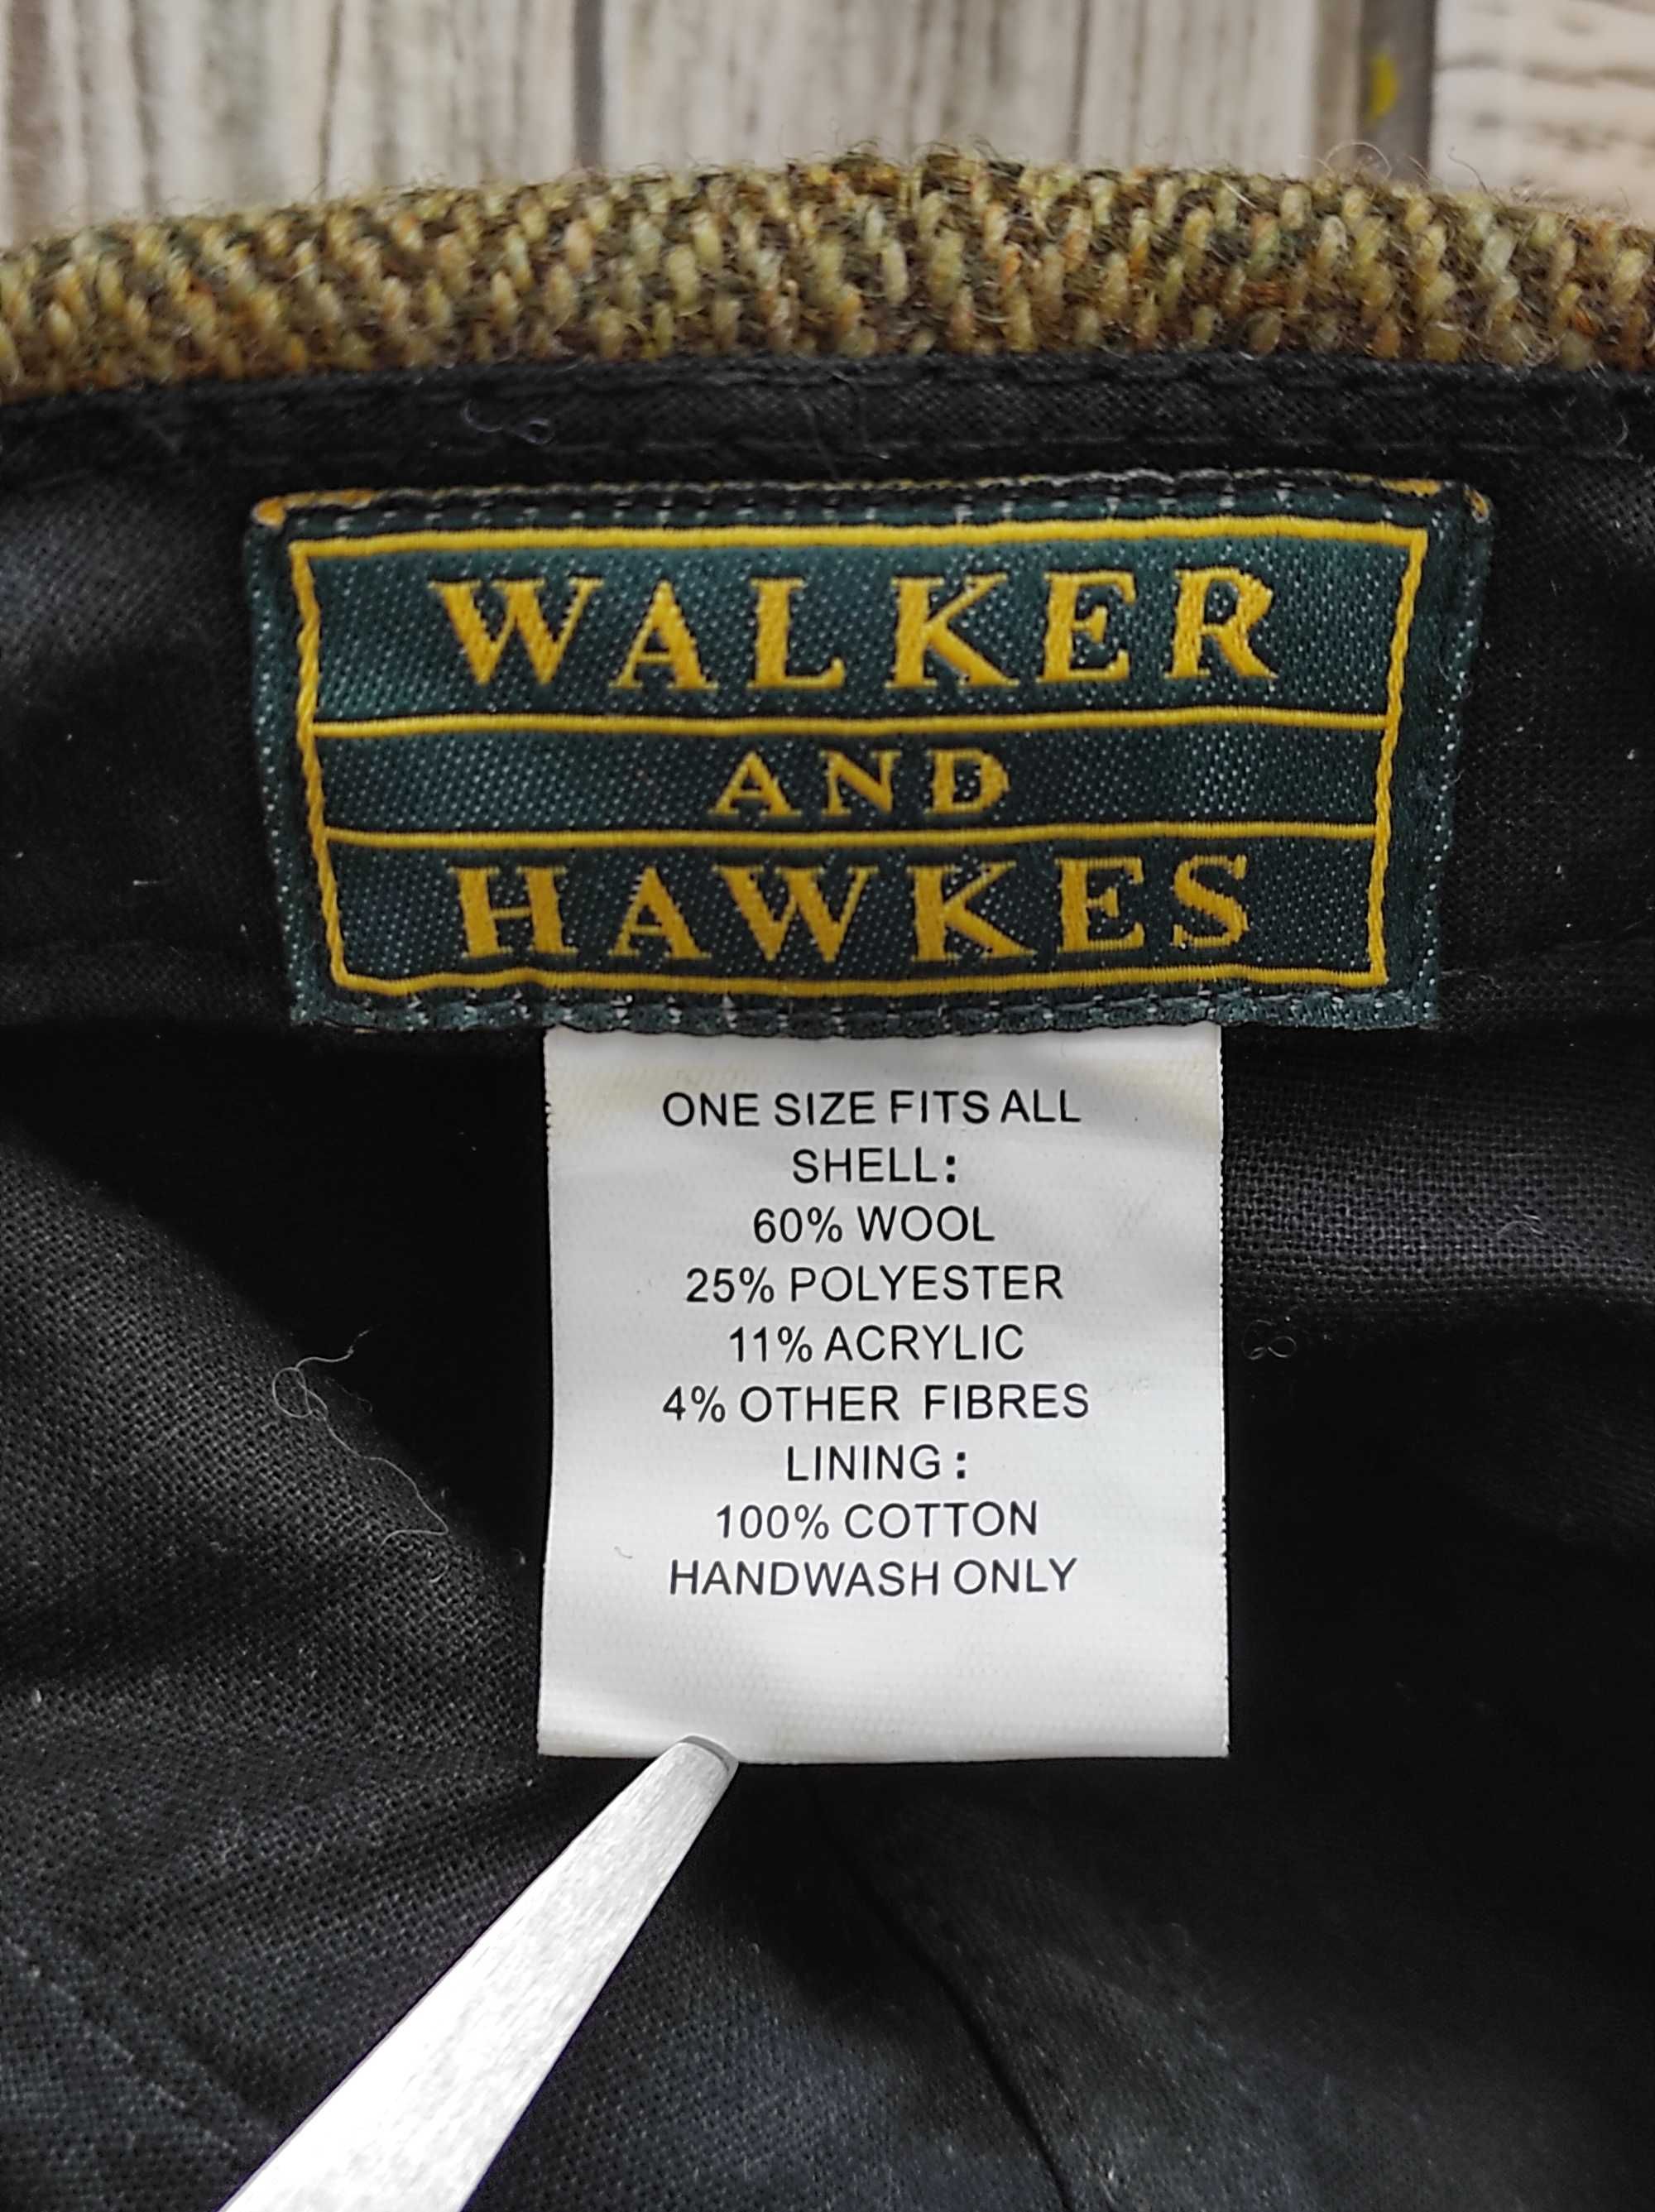 WALKER
AND
HAWKES
ONE SIZE FITS ALL
SHELL:
60% WOOL
25% POLYESTER
11% ACRYLIC
4% OTHER FIBRES
LINING:
100% COTTON
HANDWASH ONLY